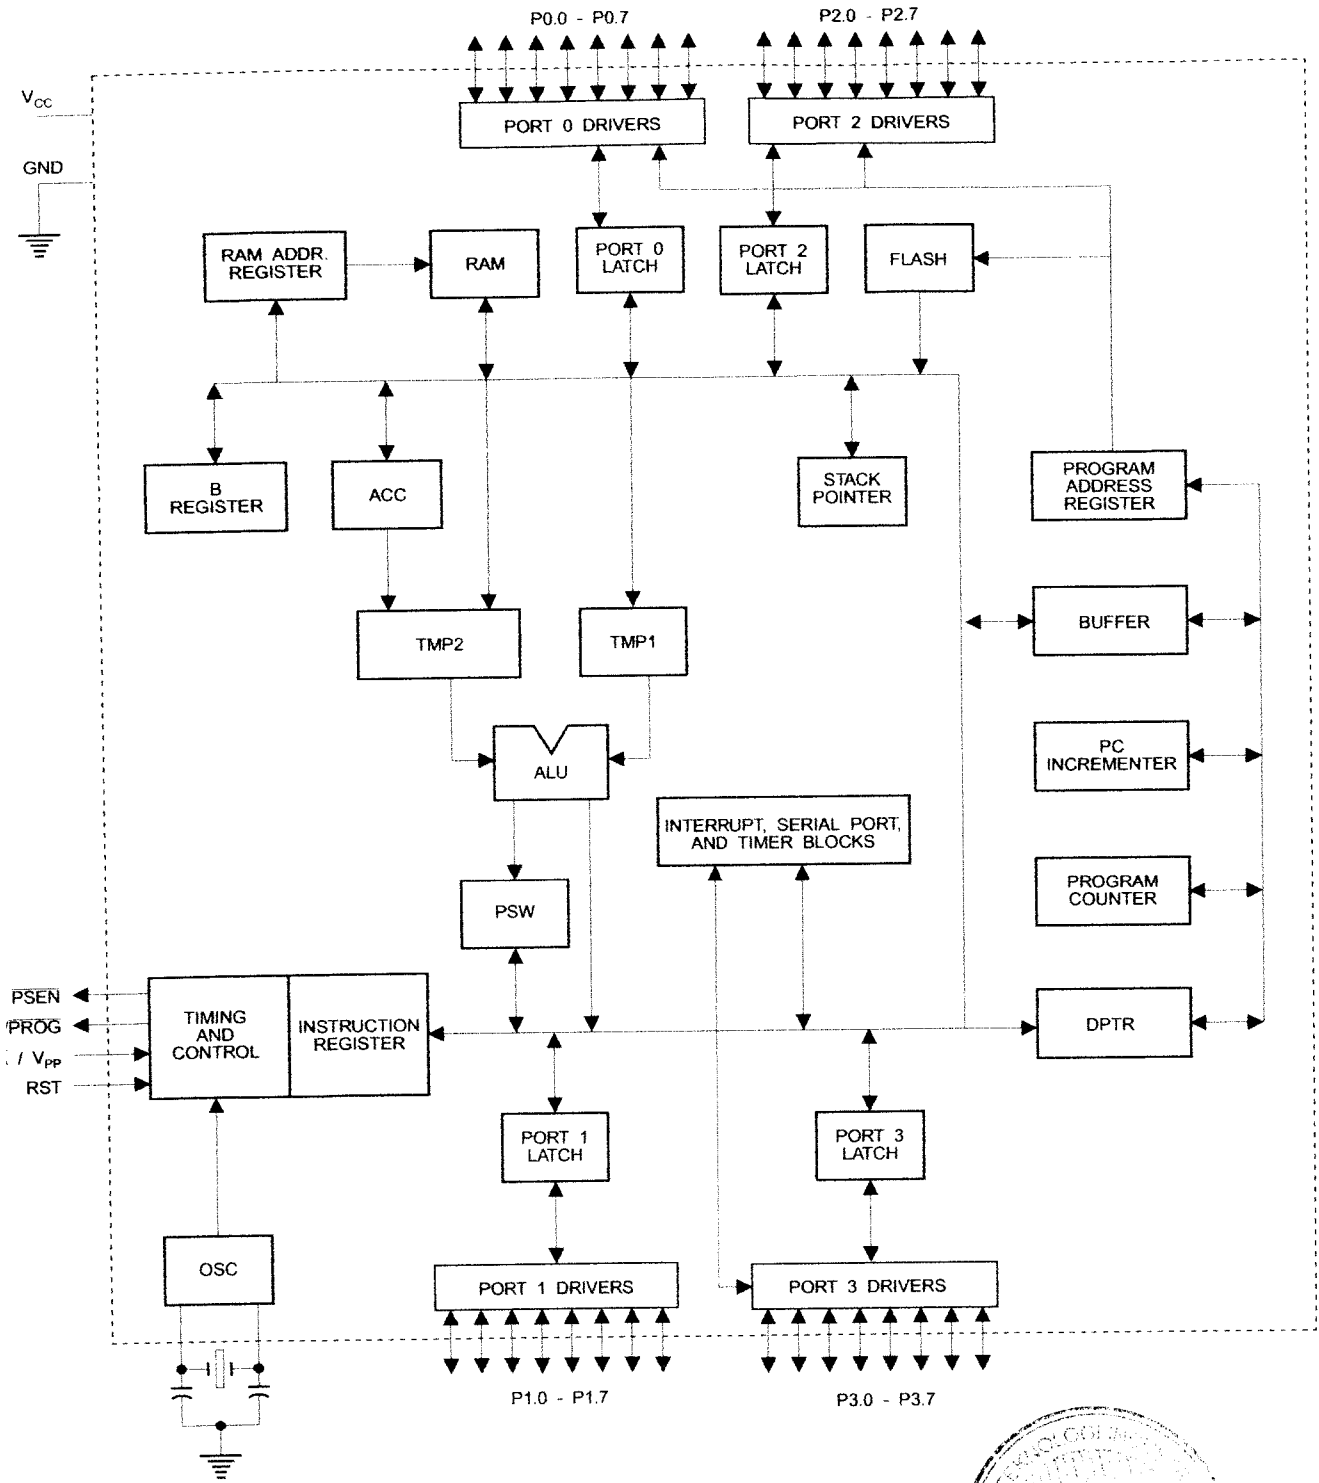 P0.0 - P0.7
P2.0 - P2.7
VCC
PORT 0 DRIVERS
PORT 2 DRIVERS
GND
RAM ADDR.
REGISTER
RAM
PORT 0
LATCH
PORT 2
LATCH
FLASH
B
REGISTER
ACC
STACK
POINTER
PROGRAM
ADDRESS
REGISTER
TMP2
TMP1
BUFFER
ALU
PC
INCREMENTER
INTERRUPT, SERIAL PORT,
AND TIMER BLOCKS
PROGRAM
COUNTER
PSW
PSEN
/PROG
/ VPP
RST
TIMING
AND
CONTROL
INSTRUCTION
REGISTER
DPTR
PORT 1
LATCH
PORT 3
LATCH
OSC
PORT 1 DRIVERS
PORT 3 DRIVERS
P1.0 - P1.7
P3.0 - P3.7